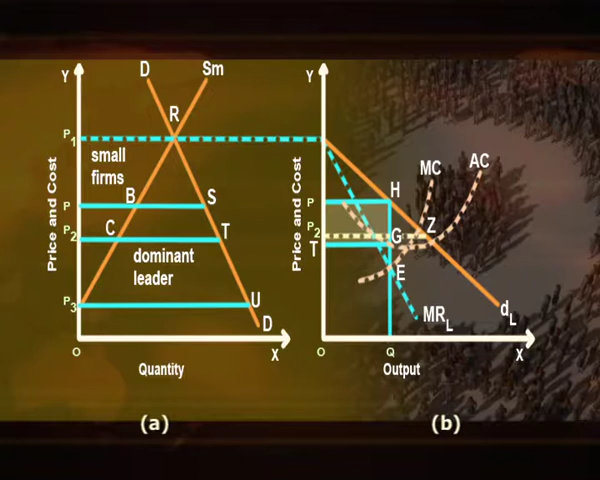 Y D Sm Y
R
P1
small
firms
MC AC
P B S P H
P2 C T P2 G Z
T
dominant
leader
E
P3 U
D
MRL dL
O X O Q X
Quantity Output
Price and Cost
Price and Cost
(a) (b)